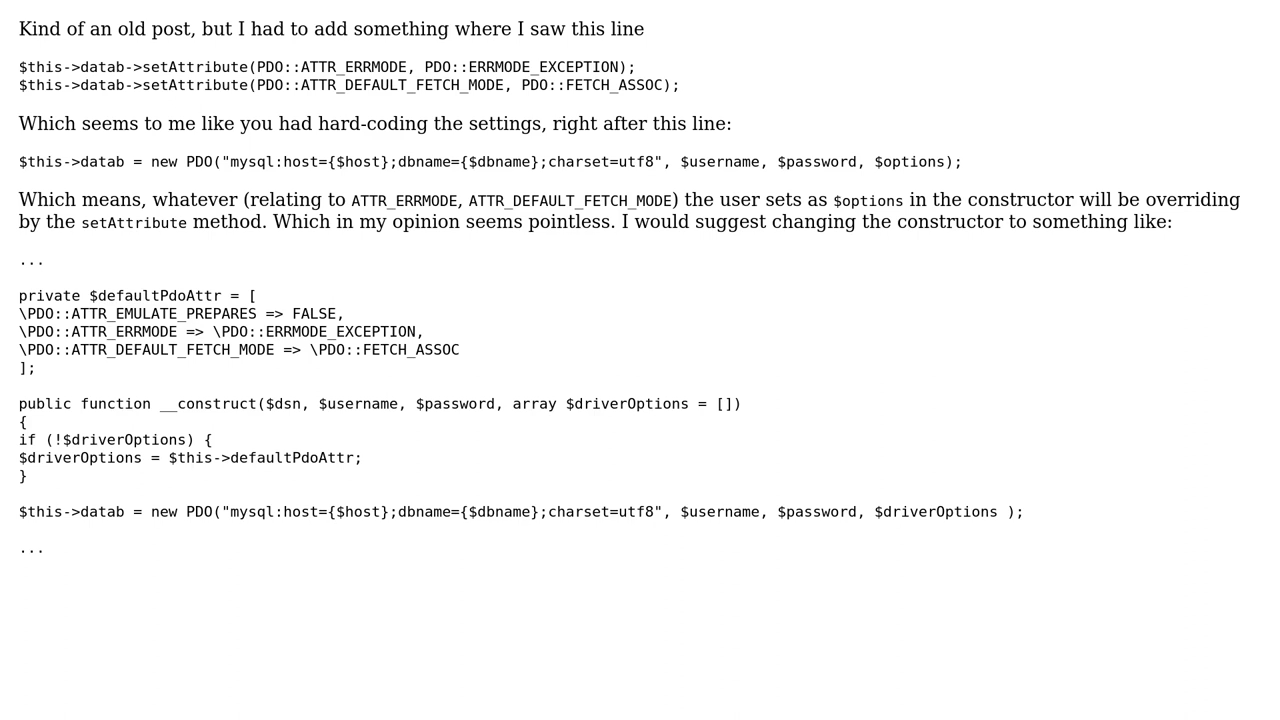 Kind of an old post, but I had to add something where I saw this line
$this->datab->setAttribute(PDO::ATTR_ERRMODE, PDO::ERRMODE_EXCEPTION);
$this->datab->setAttribute(PDO::ATTR_DEFAULT_FETCH_MODE, PDO::FETCH_ASSOC);
Which seems to me like you had hard-coding the settings, right after this line:
$this->datab = new PDO("mysql:host={$host};dbname={$dbname};charset=utf8", $username, $password, $options);
Which means, whatever (relating to ATTR_ERRMODE, ATTR_DEFAULT_FETCH_MODE) the user sets as $options in the constructor will be overriding
by the setAttribute method. Which in my opinion seems pointless. I would suggest changing the constructor to something like:
...
private $defaultPdoAttr = [
\PDO::ATTR_EMULATE_PREPARES => FALSE,
\PDO::ATTR_ERRMODE => \PDO::ERRMODE_EXCEPTION,
\PDO::ATTR_DEFAULT_FETCH_MODE => \PDO::FETCH_ASSOC
];
public function __construct($dsn, $username, $password, array $driverOptions = [])
{
if (!$driverOptions) {
$driverOptions = $this->defaultPdoAttr;
}
$this->datab = new PDO("mysql:host={$host};dbname={$dbname};charset=utf8", $username, $password, $driverOptions );
...